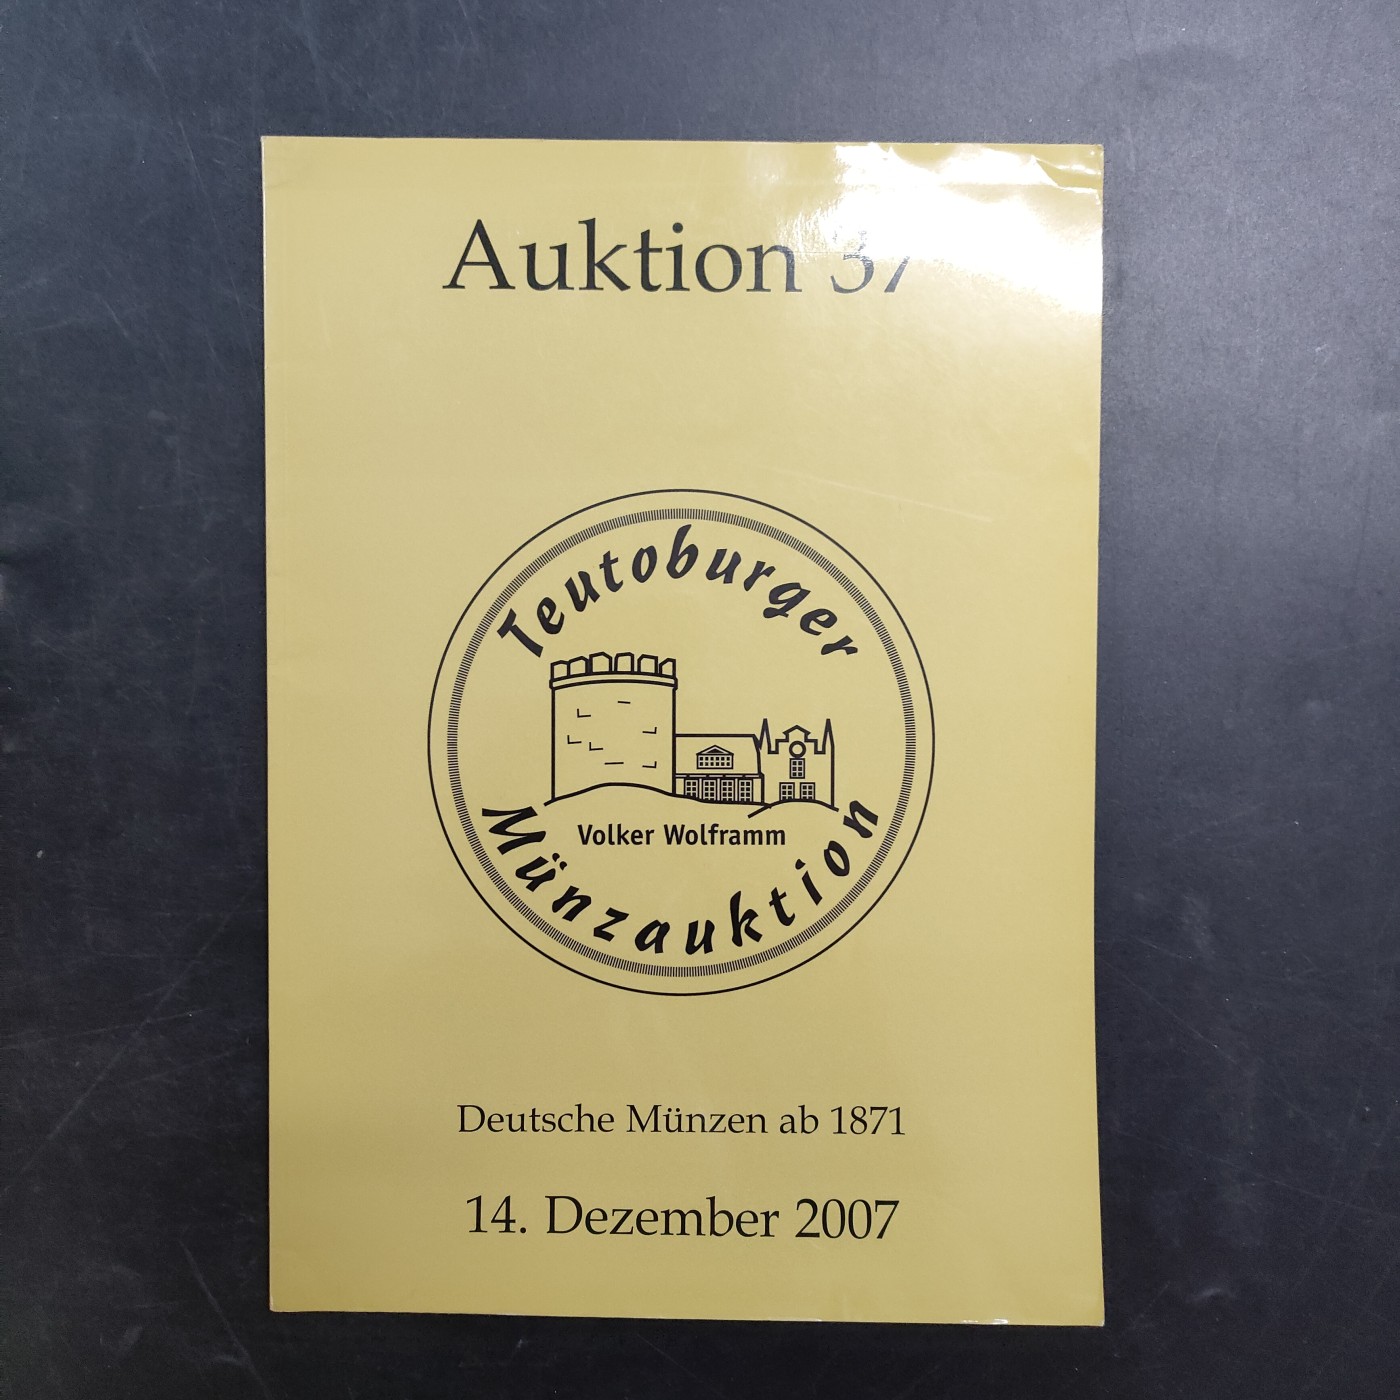 Auktion 37
Teutoburger
Volker Wolframm
Münzauktion
Deutsche Münzen ab 1871
14. Dezember 2007